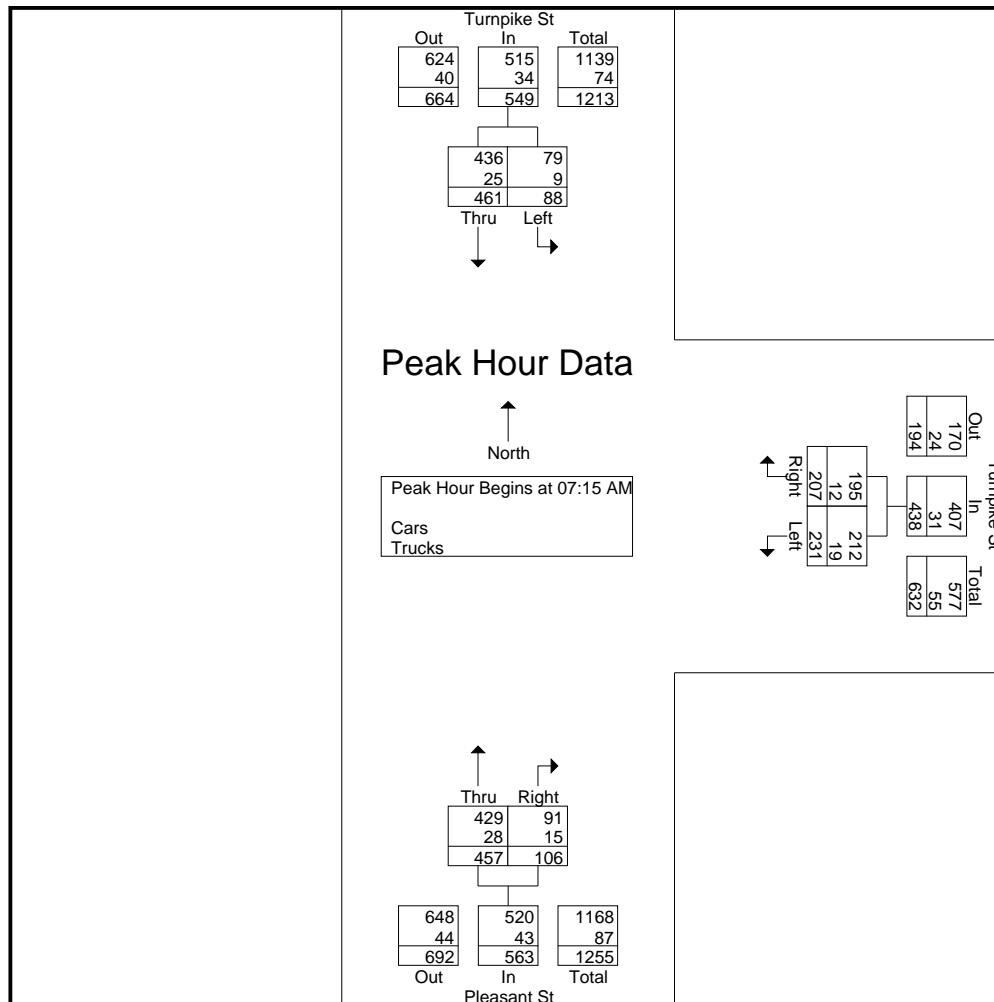 Turnpike St
Out In Total
624 515 1139
40 34 74
664 549 1213
436 79
25 9
461 88
Thru Left
Peak Hour Data
North
Peak Hour Begins at 07:15 AM
Cars
Trucks
Right Left
207 231
12 19
195 212
Out In Total
170 407 577
24 31 55
194 438 632
Turnpike St
Thru Right
429 91
28 15
457 106
648 520 1168
44 43 87
692 563 1255
Out In Total
Pleasant St